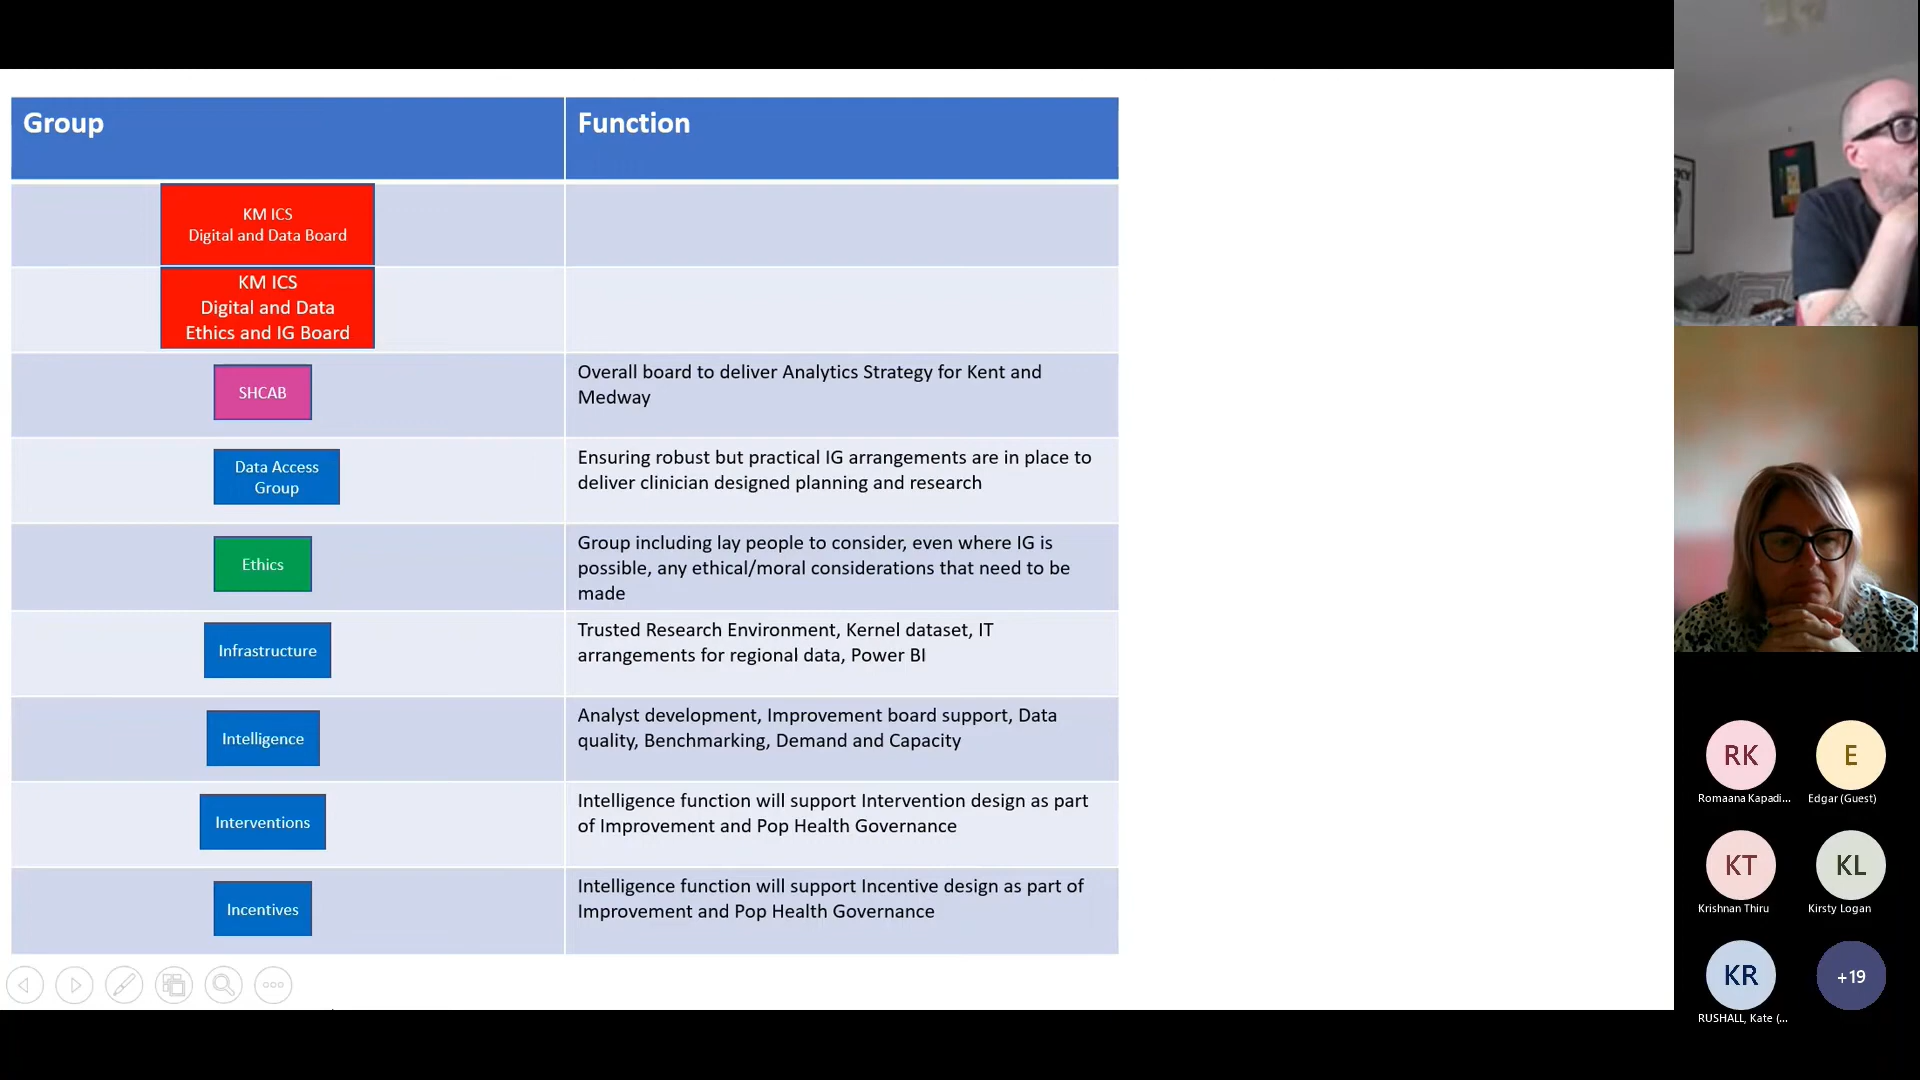 Group
Function
KM ICS
Digital and Data Board
KM ICS
Digital and Data
Ethics and IG Board
SHCAB
Overall board to deliver Analytics Strategy for Kent and
Medway
Data Access
Group
Ensuring robust but practical IG arrangements are in place to
deliver clinician designed planning and research
Ethics
Group including lay people to consider, even where IG is
possible, any ethical/moral considerations that need to be
made
Infrastructure
Trusted Research Environment, Kernel dataset, IT
arrangements for regional data, Power BI
Intelligence
Analyst development, Improvement board support, Data
quality, Benchmarking, Demand and Capacity
Interventions
Intelligence function will support Intervention design as part
of Improvement and Pop Health Governance
Incentives
Intelligence function will support Incentive design as part of
Improvement and Pop Health Governance
RK
Romaana Kapadi...
E
Edgar (Guest)
KT
Krishnan Thiru
KL
Kirsty Logan
KR
RUSHALL, Kate (...
+19